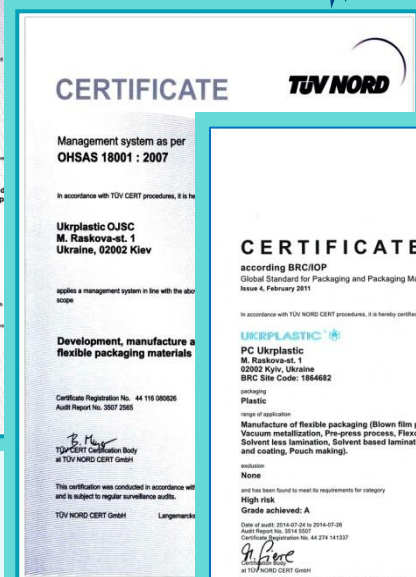 CERTIFICATE
TÜV NORD
Management system as per
OHSAS 18001 : 2007
In accordance with TÜV CERT procedures, it is he
Ukrplastic OJSC
M. Raskova-st. 1
Ukraine, 02002 Kiev
applies a management system in line with the abo
scope
Development, manufacture a
flexible packaging materials
Certificate Registration No. 44 116 080826
Audit Report No. 3507 2565
TÜV CERT Certification Body
at TÜV NORD CERT GmbH
This certification was conducted in accordance with
and is subject to regular surveillance audits.
TÜV NORD CERT GmbH Langemarcks
CERTIFICATE
according BRC/IOP
Global Standard for Packaging and Packaging Ma
Issue 4, February 2011
In accordance with TÜV NORD CERT procedures, it is hereby certified
UKRPLASTIC
PC Ukrplastic
M. Raskova-st. 1
02002 Kyiv, Ukraine
BRC Site Code: 1864682
packaging
Plastic
range of application
Manufacture of flexible packaging (Blown film p
Vacuum metallization, Pre-press process, Flexo
Solvent less lamination, Solvent based laminat
and coating, Pouch making).
exclusion
None
and has been found to meet its requirements for category
High risk
Grade achieved: A
Date of audit: 2014-07-24 to 2014-07-26
Audit Report No. 3514 5507
Certificate Registration No. 44 274 141337
Certification Body
at TÜV NORD CERT GmbH